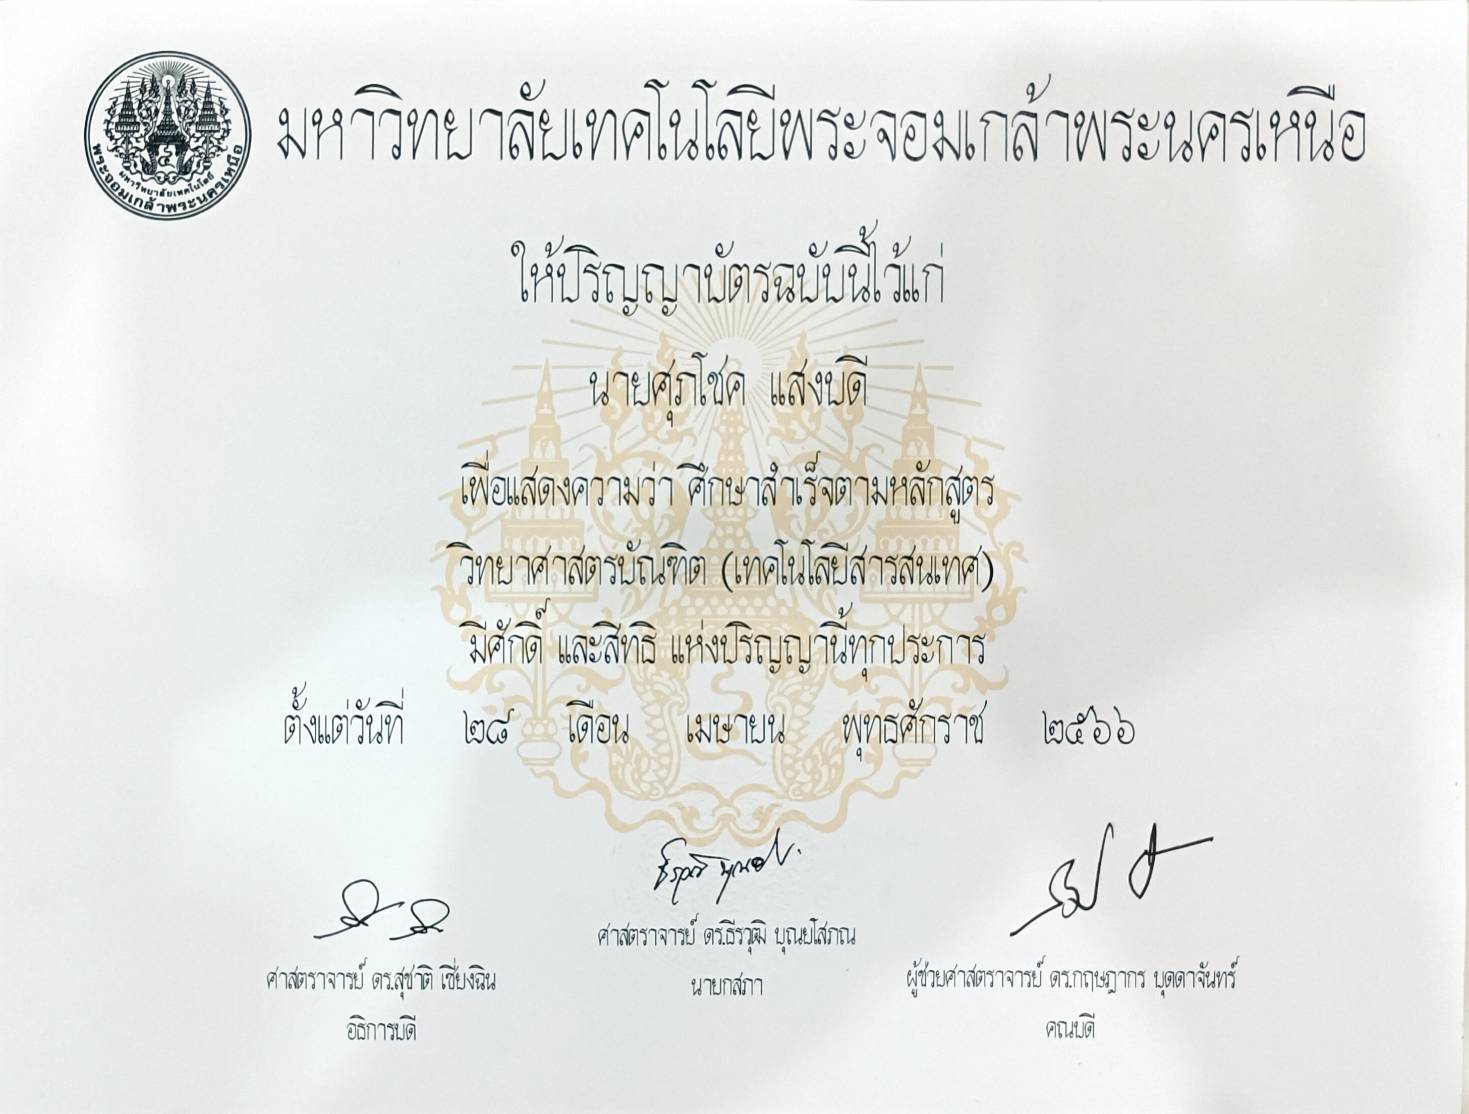 มหาวิทยาลัยเทคโนโลยีพระจอมเกล้าพระนครเหนือ
มหาวิทยาลัยเทคโนโลยี
พระจอมเกล้าพระนครเหนือ
ให้ปริญญาบัตรฉบับนี้ไว้แก่
นายศุภโชค แสงบดี
เพื่อแสดงความว่า ศึกษาสำเร็จตามหลักสูตร
วิทยาศาสตรบัณฑิต (เทคโนโลยีสารสนเทศ)
มีศักดิ์ และสิทธิ แห่งปริญญานี้ทุกประการ
ตั้งแต่วันที่ ๒๘ เดือน เมษายน พุทธศักราช ๒๕๖๖
ศาสตราจารย์ ดร.สุชาติ เซี่ยงฉิน
อธิการบดี
ศาสตราจารย์ ดร.ธีรวุฒิ บุณยโสภณ
นายกสภา
ผู้ช่วยศาสตราจารย์ ดร.กฤษฎากร บุดดาจันทร์
คณบดี